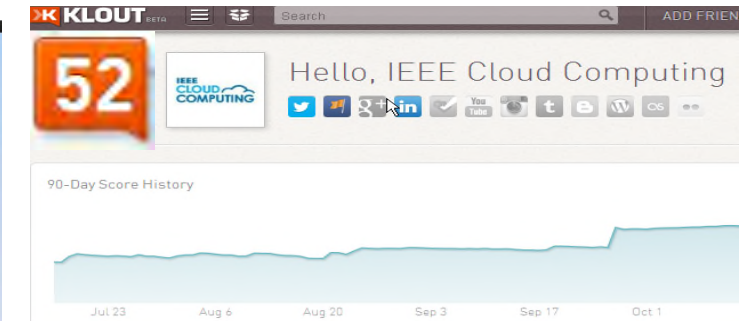 KLOUT BETA Search ADD FRIEN
52
IEEE CLOUD COMPUTING
Hello, IEEE Cloud Computing
g+ in You Tube t B W
90-Day Score History
Jul 23 Aug 6 Aug 20 Sep 3 Sep 17 Oct 1